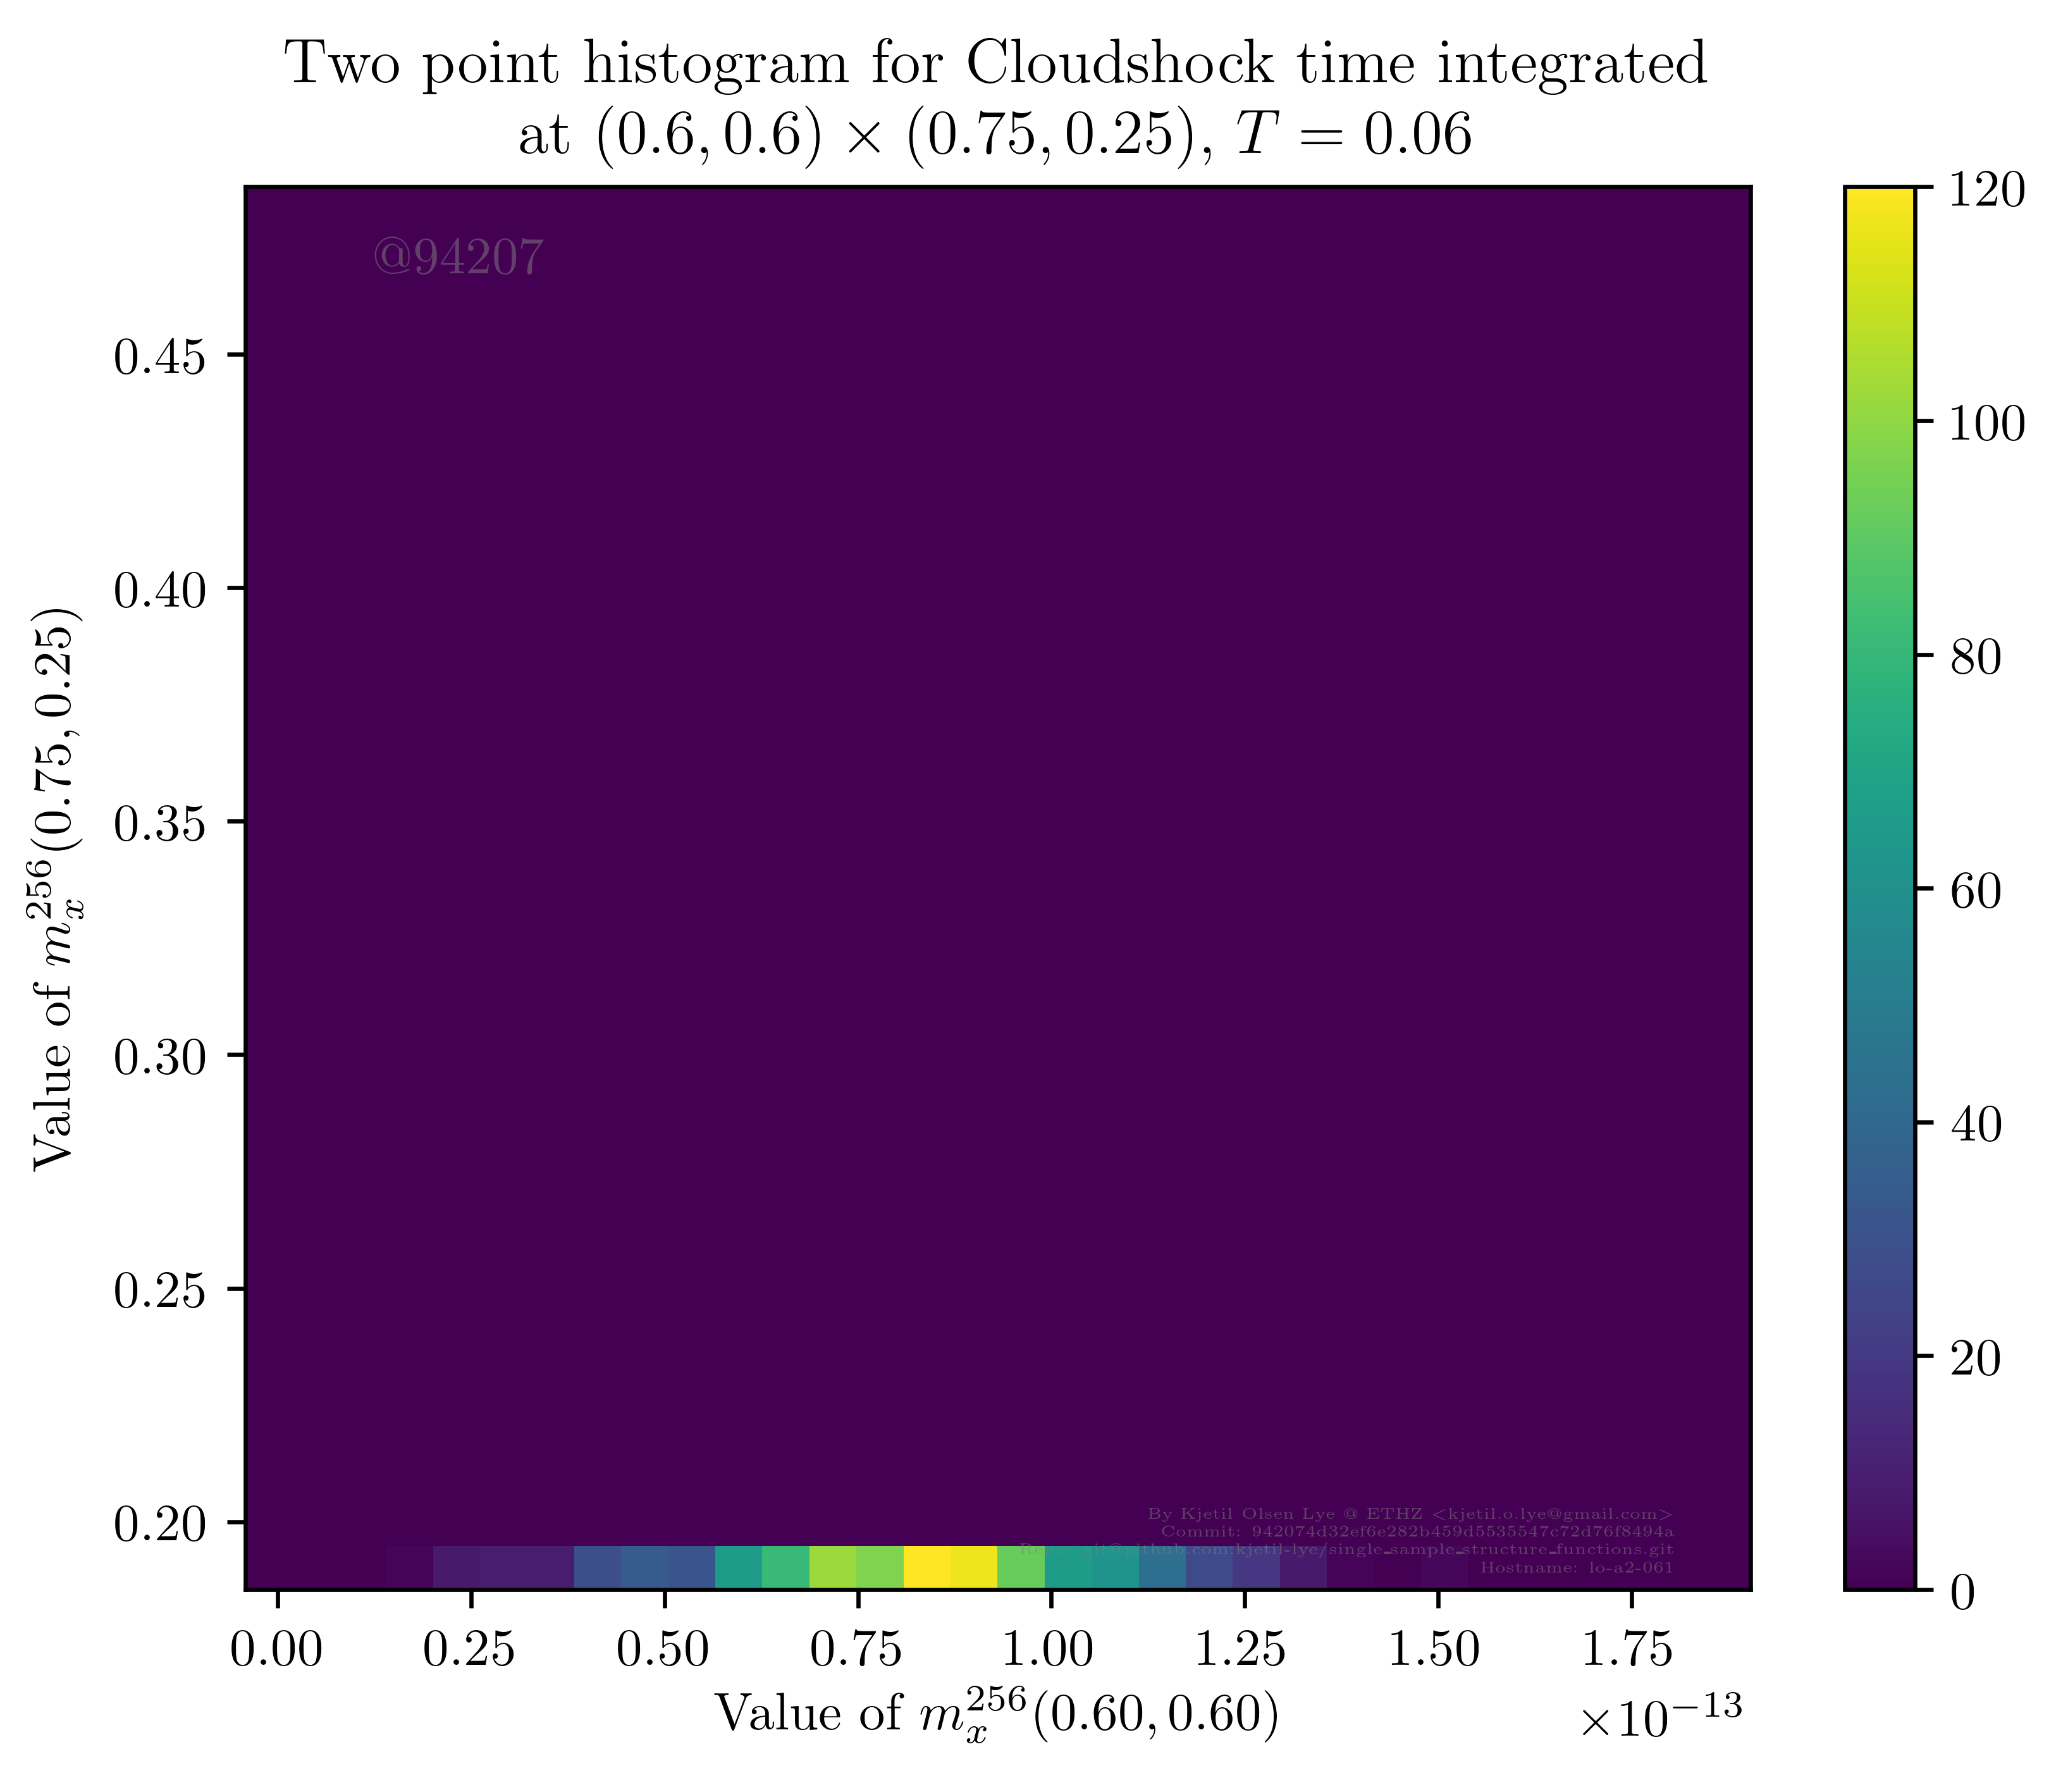 Two point histogram for Cloudshock time integrated
at (0.6, 0.6) × (0.75, 0.25), T = 0.06
@94207
120
100
80
60
40
20
0
Value of m_x^256(0.75, 0.25)
0.45
0.40
0.35
0.30
0.25
0.20
By Kjetil Olsen Lye @ ETHZ <kjetil.o.lye@gmail.com>
Commit: 942074d32ef6e282b459d5535547c72d76f8494a
Repo: git@github.com:kjetil-lye/single_sample_structure_functions.git
Hostname: lo-a2-061
0.00 0.25 0.50 0.75 1.00 1.25 1.50 1.75
Value of m_x^256(0.60, 0.60)
×10^−13